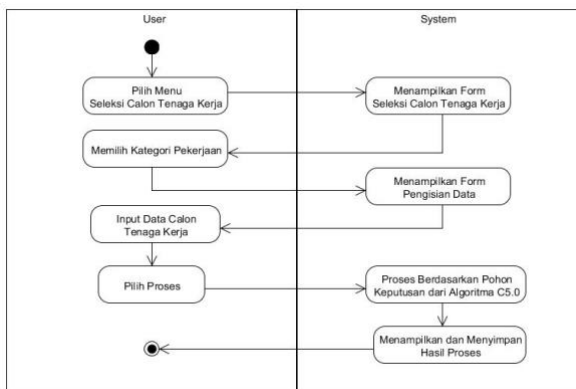 User
System
Pilih Menu
Seleksi Calon Tenaga Kerja
Menampilkan Form
Seleksi Calon Tenaga Kerja
Memilih Kategori Pekerjaan
Menampilkan Form
Pengisian Data
Input Data Calon
Tenaga Kerja
Pilih Proses
Proses Berdasarkan Pohon
Keputusan dari Algoritma C5.0
Menampilkan dan Menyimpan
Hasil Proses